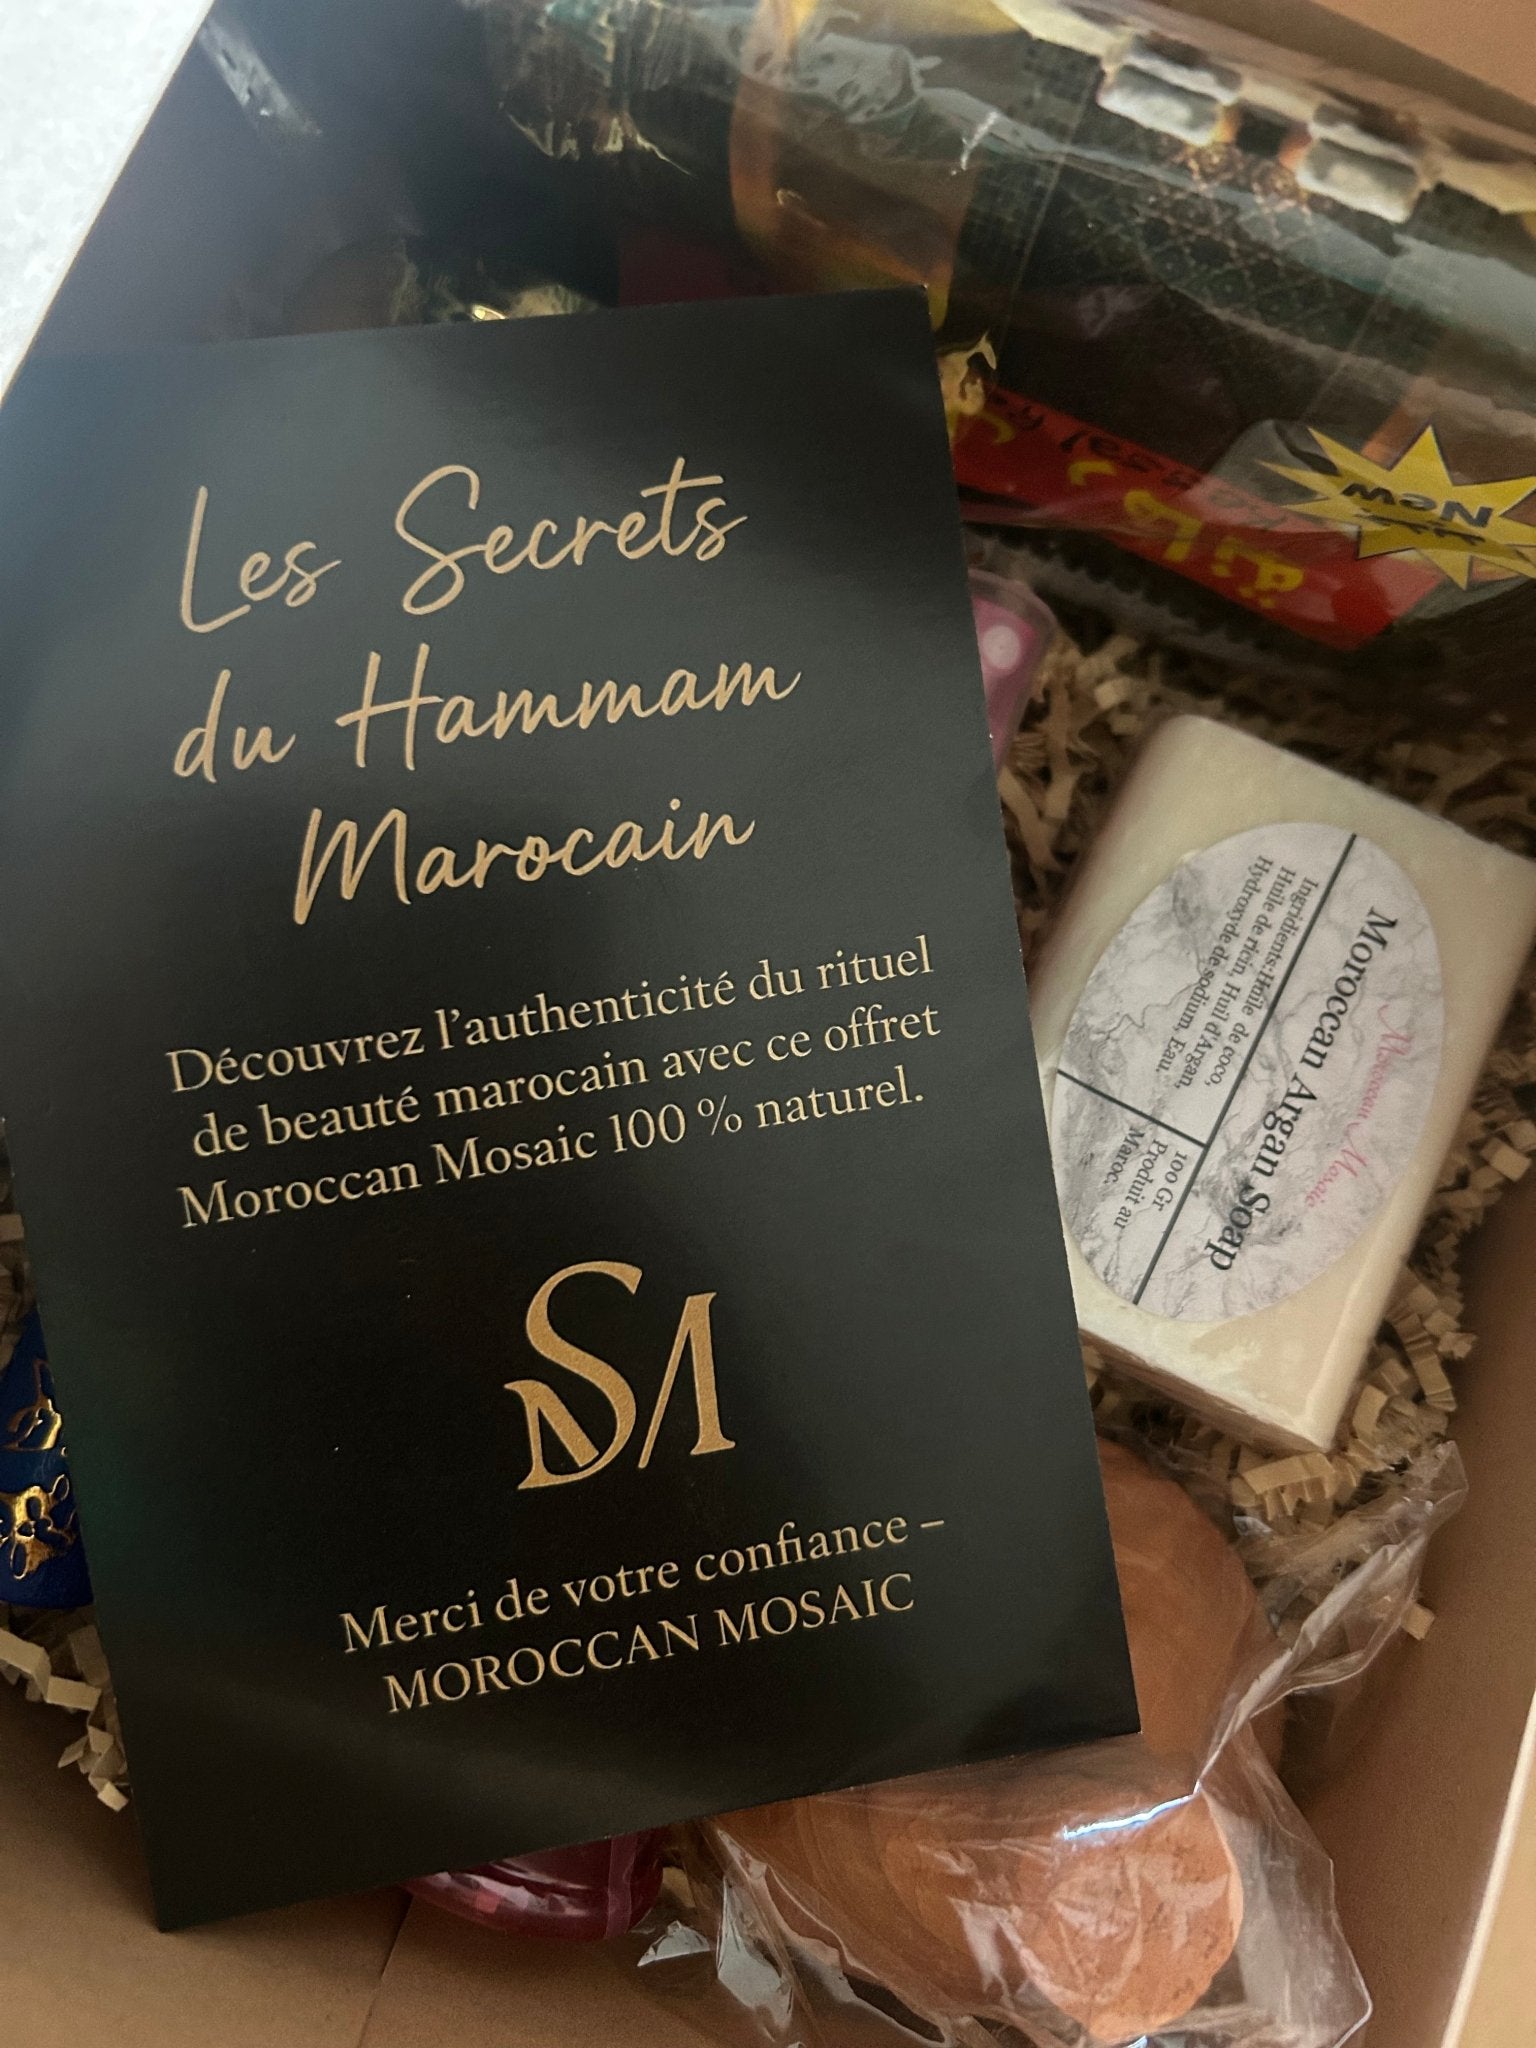 Les Secrets
du Hammam
Marocain
Découvrez l'authenticité du rituel
de beauté marocain avec ce offret
Moroccan Mosaic 100 % naturel.
SM
Merci de votre confiance –
MOROCCAN MOSAIC
Moroccan Mosaic
Moroccan Argan Soap
Ingridients:Huile de coco,
Huile de ricin, Huil d'Argan,
Hydroxyde de sodium, Eau.
100 Gr
Produit au
Maroc.
New